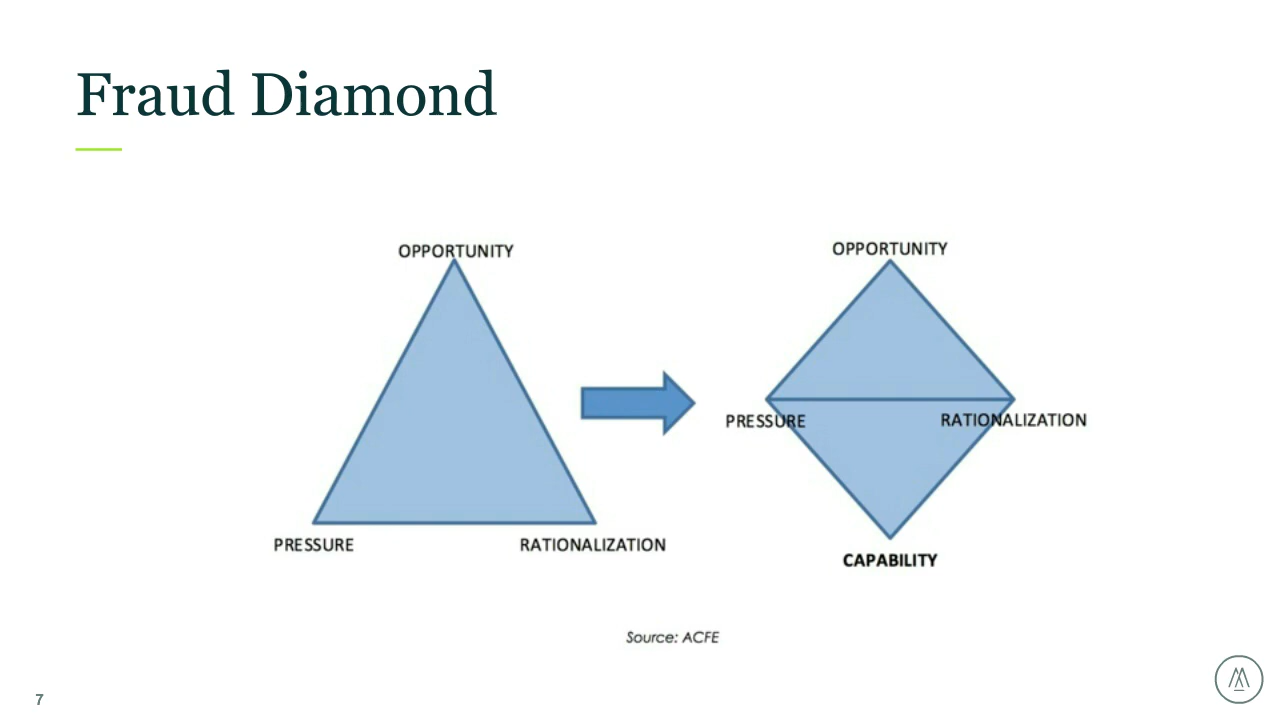 Fraud Diamond
OPPORTUNITY
PRESSURE
RATIONALIZATION
OPPORTUNITY
PRESSURE
RATIONALIZATION
CAPABILITY
Source: ACFE
7